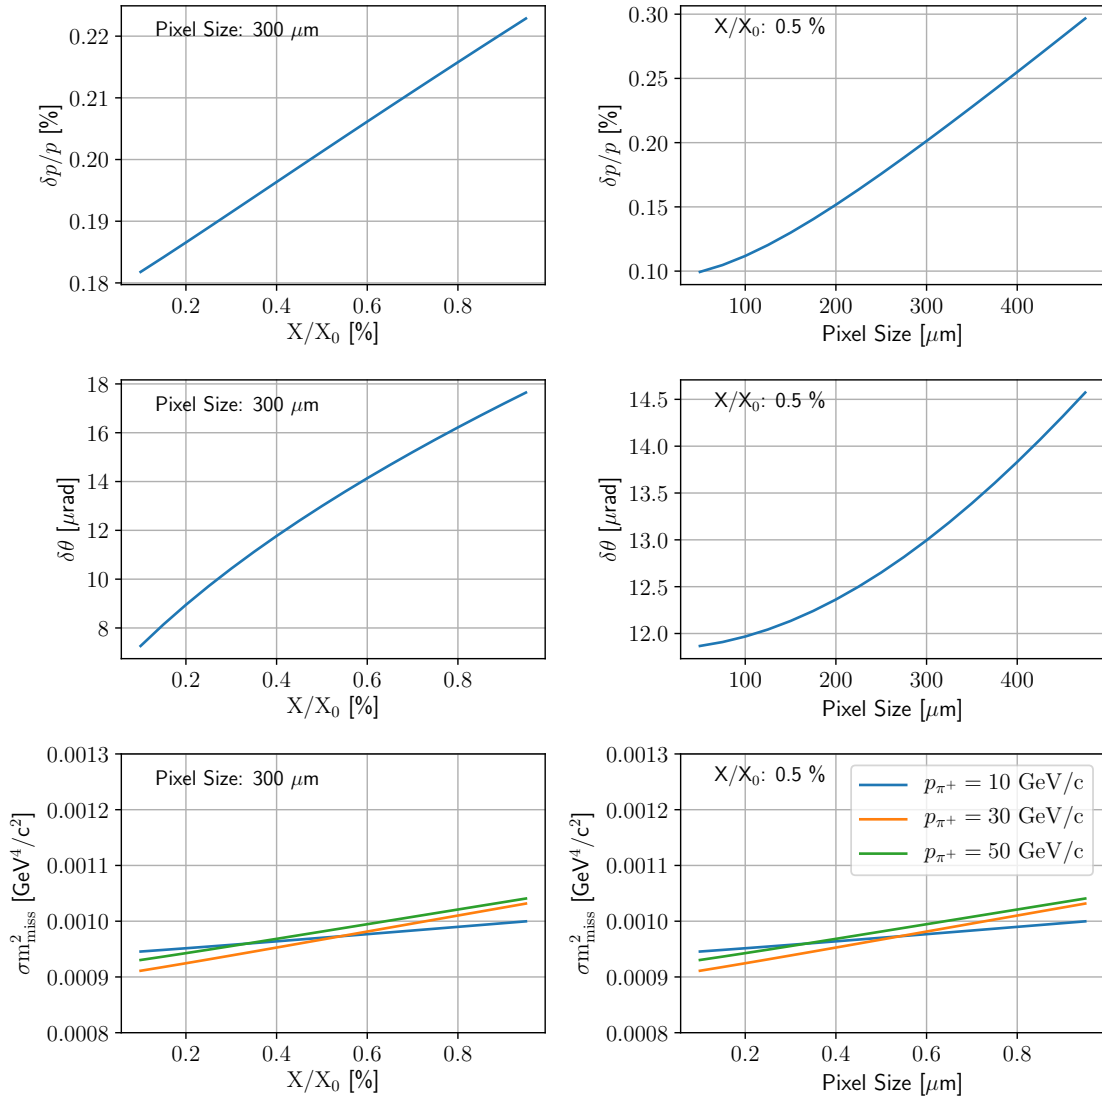 Pixel Size: 300 μm
δp/p [%]
0.22
0.21
0.20
0.19
0.18
0.2 0.4 0.6 0.8
X/X₀ [%]
X/X₀: 0.5 %
δp/p [%]
0.30
0.25
0.20
0.15
0.10
100 200 300 400
Pixel Size [μm]
Pixel Size: 300 μm
δθ [μrad]
18
16
14
12
10
8
0.2 0.4 0.6 0.8
X/X₀ [%]
X/X₀: 0.5 %
δθ [μrad]
14.5
14.0
13.5
13.0
12.5
12.0
100 200 300 400
Pixel Size [μm]
Pixel Size: 300 μm
σm²miss [GeV⁴/c²]
0.0013
0.0012
0.0011
0.0010
0.0009
0.0008
0.2 0.4 0.6 0.8
X/X₀ [%]
X/X₀: 0.5 %
pπ+ = 10 GeV/c
pπ+ = 30 GeV/c
pπ+ = 50 GeV/c
σm²miss [GeV⁴/c²]
0.0013
0.0012
0.0011
0.0010
0.0009
0.0008
0.2 0.4 0.6 0.8
Pixel Size [μm]